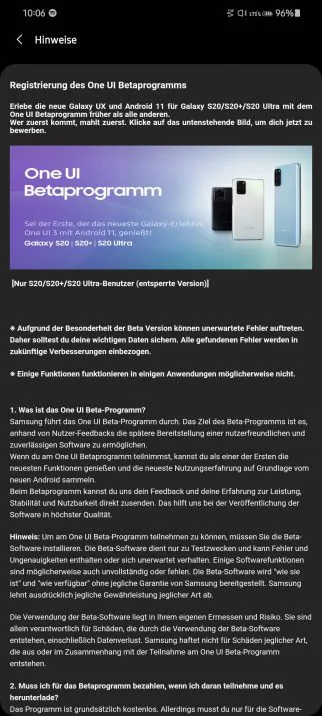 10:06
96%
Hinweise
Registrierung des One UI Betaprogramms
Erlebe die neue Galaxy UX und Android 11 für Galaxy S20/S20+/S20 Ultra mit dem
One UI Betaprogramm früher als alle anderen.
Wer zuerst kommt, mahlt zuerst. Klicke auf das untenstehende Bild, um dich jetzt zu
bewerben.
One UI
Betaprogramm
Sei der Erste, der das neueste Galaxy-Erlebnis,
One UI 3 mit Android 11, genießt!
Galaxy S20 | S20+ | S20 Ultra
[Nur S20/S20+/S20 Ultra-Benutzer (entsperrte Version)]
※ Aufgrund der Besonderheit der Beta Version können unerwartete Fehler auftreten.
Daher solltest du deine wichtigen Daten sichern. Alle gefundenen Fehler werden in
zukünftige Verbesserungen einbezogen.
※ Einige Funktionen funktionieren in einigen Anwendungen möglicherweise nicht.
1. Was ist das One UI Beta-Programm?
Samsung führt das One UI Beta-Programm durch. Das Ziel des Beta-Programms ist es,
anhand von Nutzer-Feedbacks die spätere Bereitstellung einer nutzerfreundlichen und
zuverlässigen Software zu ermöglichen.
Wenn du am One UI Betaprogramm teilnimmst, kannst du als einer der Ersten die
neuesten Funktionen genießen und die neueste Nutzungserfahrung auf Grundlage vom
neuen Android sammeln.
Beim Betaprogramm kannst du uns dein Feedback und deine Erfahrung zur Leistung,
Stabilität und Nutzbarkeit direkt zusenden. Das hilft uns bei der Veröffentlichung der
Software in höchster Qualität.
Hinweis: Um am One UI Beta-Programm teilnehmen zu können, müssen Sie die Beta-
Software installieren. Die Beta-Software dient nur zu Testzwecken und kann Fehler und
Ungenauigkeiten enthalten oder sich unerwartet verhalten. Einige Softwarefunktionen
sind möglicherweise auch unvollständig oder fehlen. Die Beta-Software wird "wie sie
ist" und "wie verfügbar" ohne jegliche Garantie von Samsung bereitgestellt. Samsung
lehnt ausdrücklich jegliche Gewährleistung jeglicher Art ab.
Die Verwendung der Beta-Software liegt in Ihrem eigenen Ermessen und Risiko. Sie sind
allein verantwortlich für Schäden, die durch die Verwendung der Beta-Software
entstehen, einschließlich Datenverlust. Samsung haftet nicht für Schäden jeglicher Art,
die aus oder im Zusammenhang mit der Teilnahme am One UI Beta-Programm
entstehen.
2. Muss ich für das Betaprogramm bezahlen, wenn ich daran teilnehme und es
herunterlade?
Das Programm ist grundsätzlich kostenlos. Allerdings musst du nur für die Software-